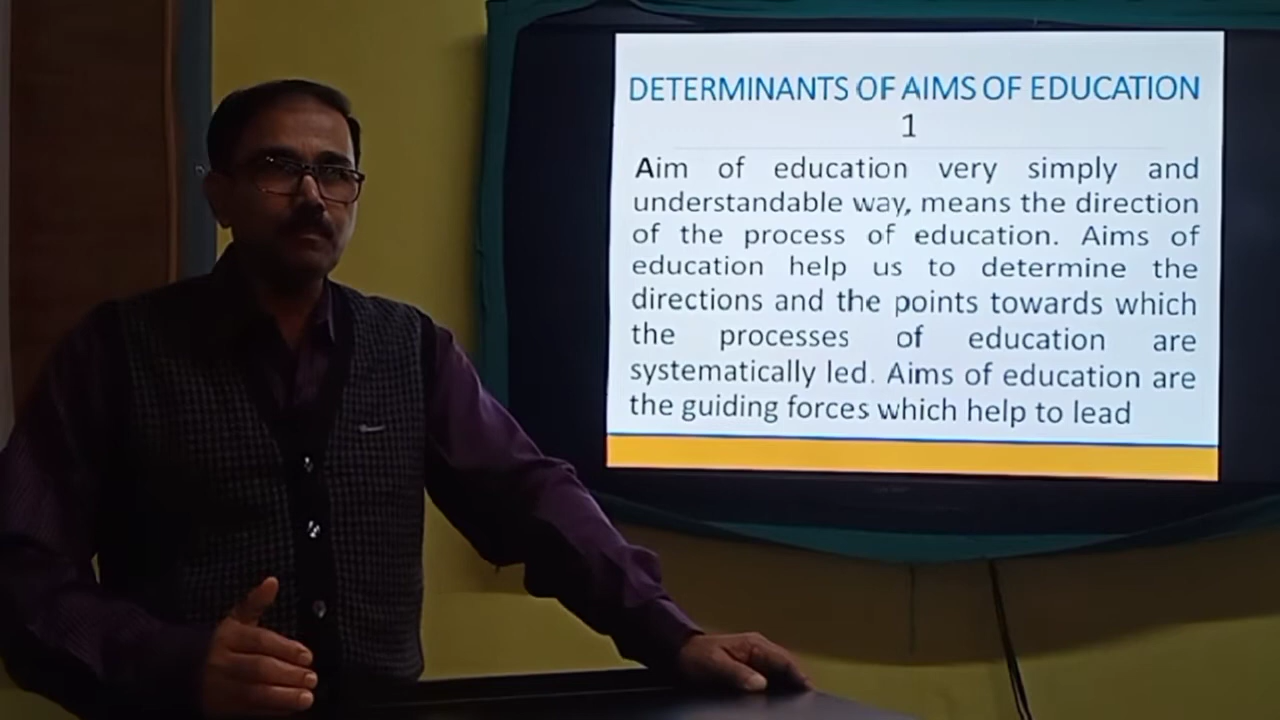 DETERMINANTS OF AIMS OF EDUCATION
1
Aim of education very simply and
understandable way, means the direction
of the process of education. Aims of
education help us to determine the
directions and the points towards which
the processes of education are
systematically led. Aims of education are
the guiding forces which help to lead